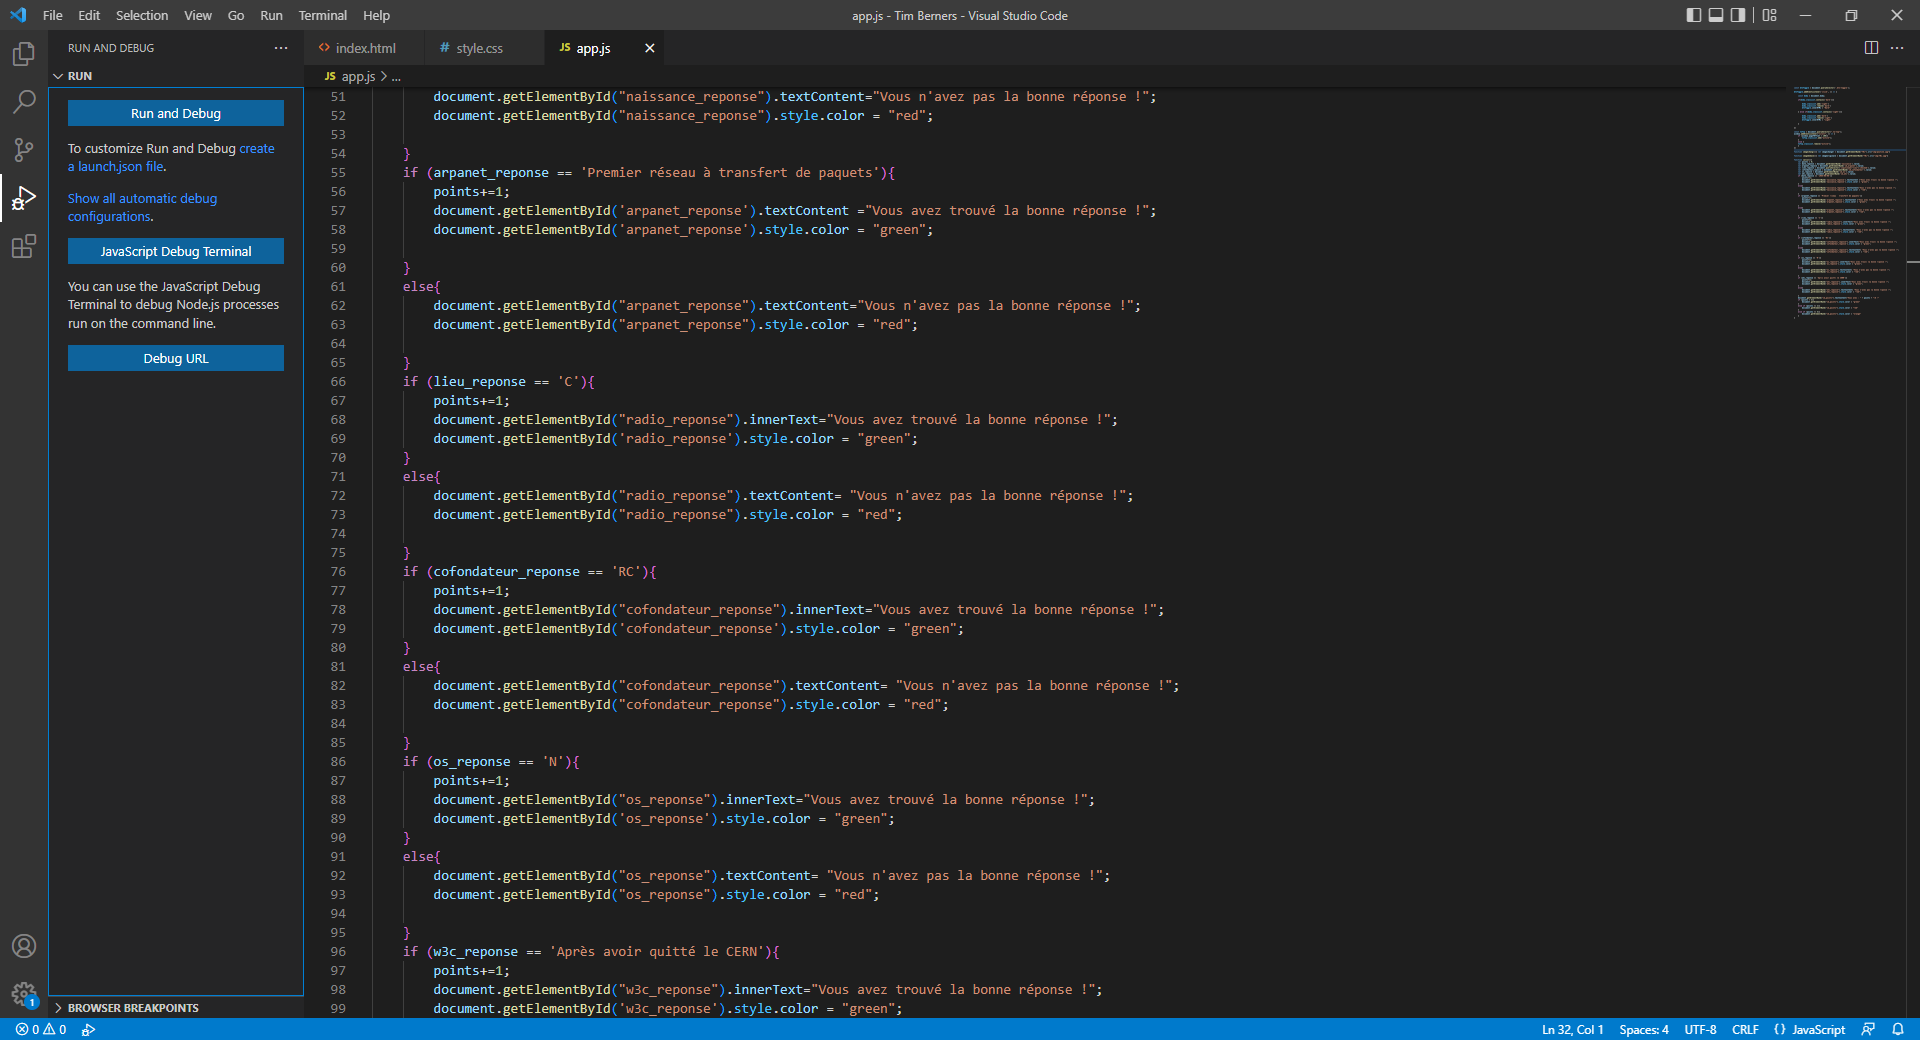 File Edit Selection View Go Run Terminal Help
app.js - Tim Berners - Visual Studio Code
RUN AND DEBUG
index.html
style.css
JS app.js
RUN
JS app.js > ...
Run and Debug
To customize Run and Debug create
a launch.json file.
Show all automatic debug
configurations.
JavaScript Debug Terminal
You can use the JavaScript Debug
Terminal to debug Node.js processes
run on the command line.
Debug URL
BROWSER BREAKPOINTS
51 document.getElementById("naissance_reponse").textContent="Vous n'avez pas la bonne réponse !";
52 document.getElementById("naissance_reponse").style.color = "red";
53
54 }
55 if (arpanet_reponse == 'Premier réseau à transfert de paquets'){
56 points+=1;
57 document.getElementById('arpanet_reponse').textContent ="Vous avez trouvé la bonne réponse !";
58 document.getElementById('arpanet_reponse').style.color = "green";
59
60 }
61 else{
62 document.getElementById("arpanet_reponse").textContent="Vous n'avez pas la bonne réponse !";
63 document.getElementById("arpanet_reponse").style.color = "red";
64
65 }
66 if (lieu_reponse == 'C'){
67 points+=1;
68 document.getElementById("radio_reponse").innerText="Vous avez trouvé la bonne réponse !";
69 document.getElementById('radio_reponse').style.color = "green";
70 }
71 else{
72 document.getElementById("radio_reponse").textContent= "Vous n'avez pas la bonne réponse !";
73 document.getElementById("radio_reponse").style.color = "red";
74
75 }
76 if (cofondateur_reponse == 'RC'){
77 points+=1;
78 document.getElementById("cofondateur_reponse").innerText="Vous avez trouvé la bonne réponse !";
79 document.getElementById('cofondateur_reponse').style.color = "green";
80 }
81 else{
82 document.getElementById("cofondateur_reponse").textContent= "Vous n'avez pas la bonne réponse !";
83 document.getElementById("cofondateur_reponse").style.color = "red";
84
85 }
86 if (os_reponse == 'N'){
87 points+=1;
88 document.getElementById("os_reponse").innerText="Vous avez trouvé la bonne réponse !";
89 document.getElementById('os_reponse').style.color = "green";
90 }
91 else{
92 document.getElementById("os_reponse").textContent= "Vous n'avez pas la bonne réponse !";
93 document.getElementById("os_reponse").style.color = "red";
94
95 }
96 if (w3c_reponse == 'Après avoir quitté le CERN'){
97 points+=1;
98 document.getElementById("w3c_reponse").innerText="Vous avez trouvé la bonne réponse !";
99 document.getElementById('w3c_reponse').style.color = "green";
1
0 0
Ln 32, Col 1 Spaces: 4 UTF-8 CRLF {} JavaScript